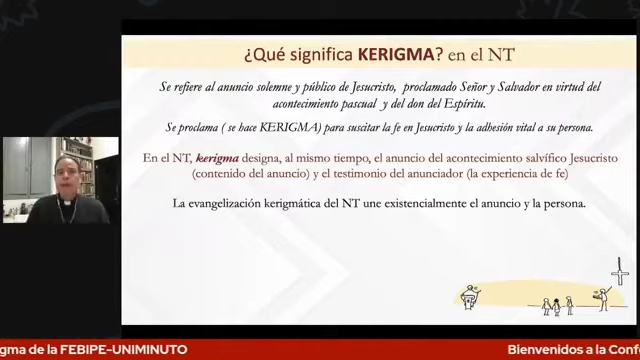 ¿Qué significa KERIGMA? en el NT
Se refiere al anuncio solemne y público de Jesucristo, proclamado Señor y Salvador en virtud del
acontecimiento pascual y del don del Espíritu.
Se proclama ( se hace KERIGMA) para suscitar la fe en Jesucristo y la adhesión vital a su persona.
En el NT, kerigma designa, al mismo tiempo, el anuncio del acontecimiento salvífico Jesucristo
(contenido del anuncio) y el testimonio del anunciador (la experiencia de fe)
La evangelización kerigmática del NT une existencialmente el anuncio y la persona.
gma de la FEBIPE-UNIMINUTO
Bienvenidos a la Confe